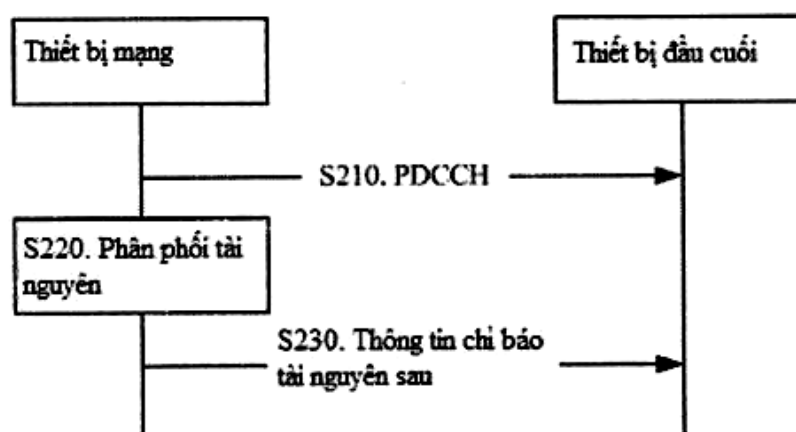 Thiết bị mạng
Thiết bị đầu cuối
S210. PDCCH
S220. Phân phối tài
nguyên
S230. Thông tin chỉ báo
tài nguyên sau